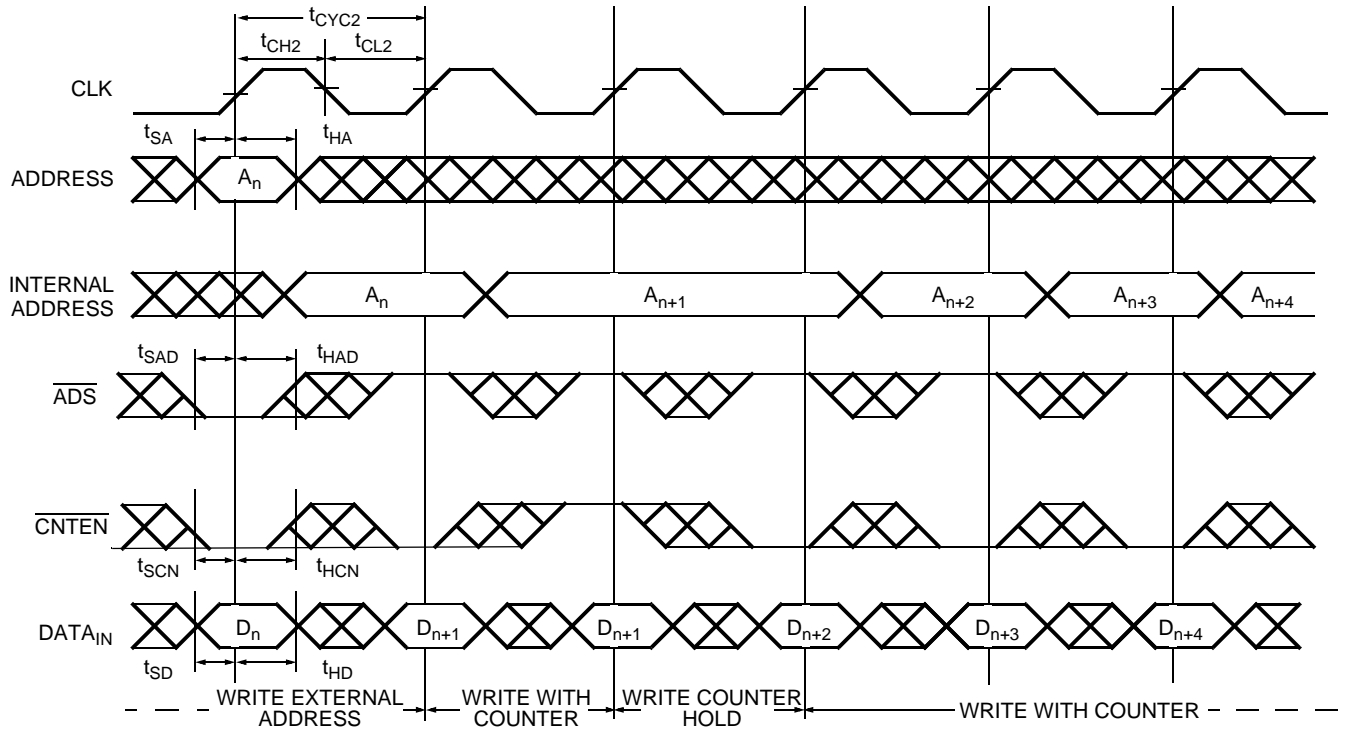 tCYC2
tCH2 tCL2
CLK
tSA tHA
ADDRESS An
INTERNAL
ADDRESS
An An+1 An+2 An+3 An+4
tSAD tHAD
ADS
CNTEN
tSCN tHCN
DATAIN Dn Dn+1 Dn+1 Dn+2 Dn+3 Dn+4
tSD tHD
WRITE EXTERNAL
ADDRESS
WRITE WITH
COUNTER
WRITE COUNTER
HOLD
WRITE WITH COUNTER